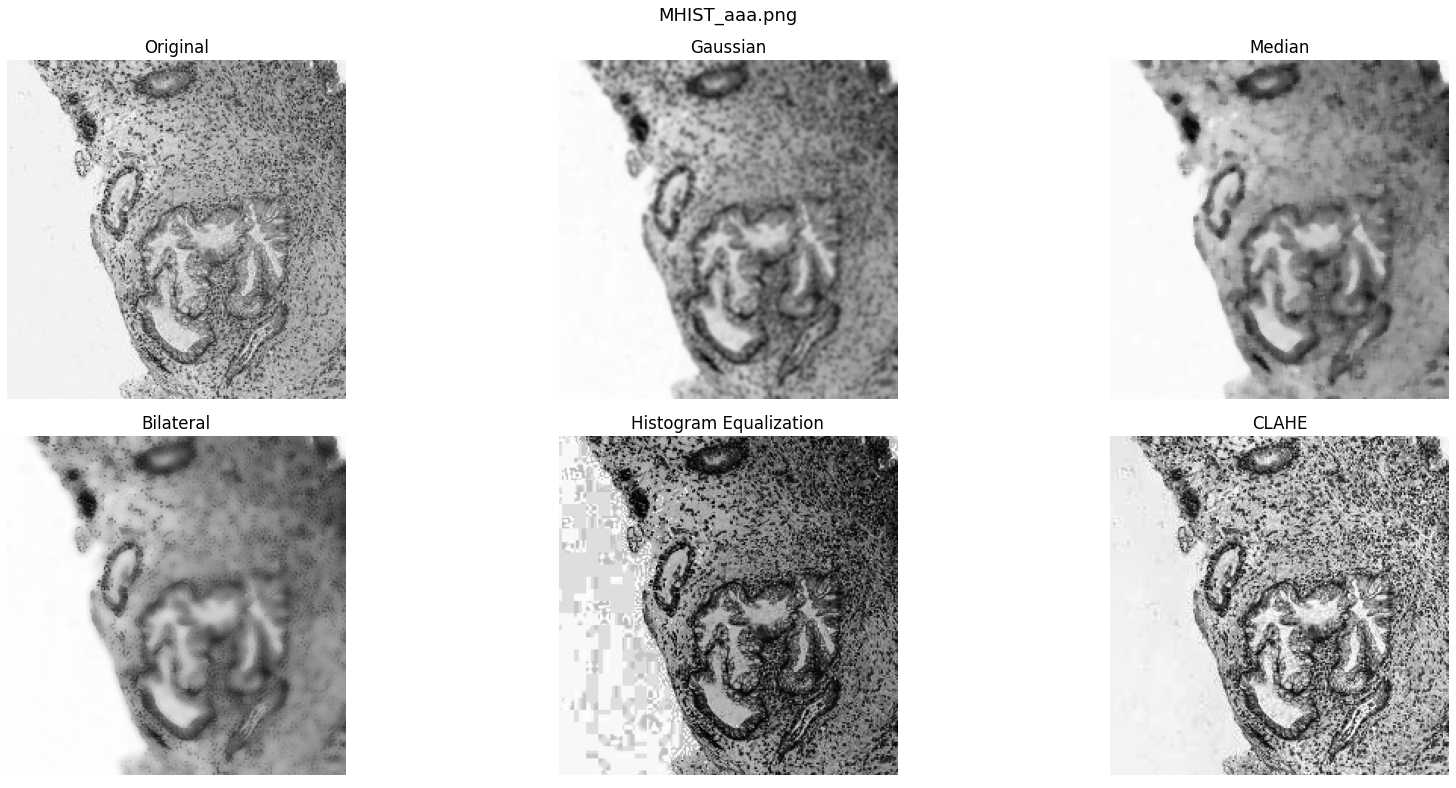 MHIST_aaa.png
Original
Gaussian
Median
Bilateral
Histogram Equalization
CLAHE